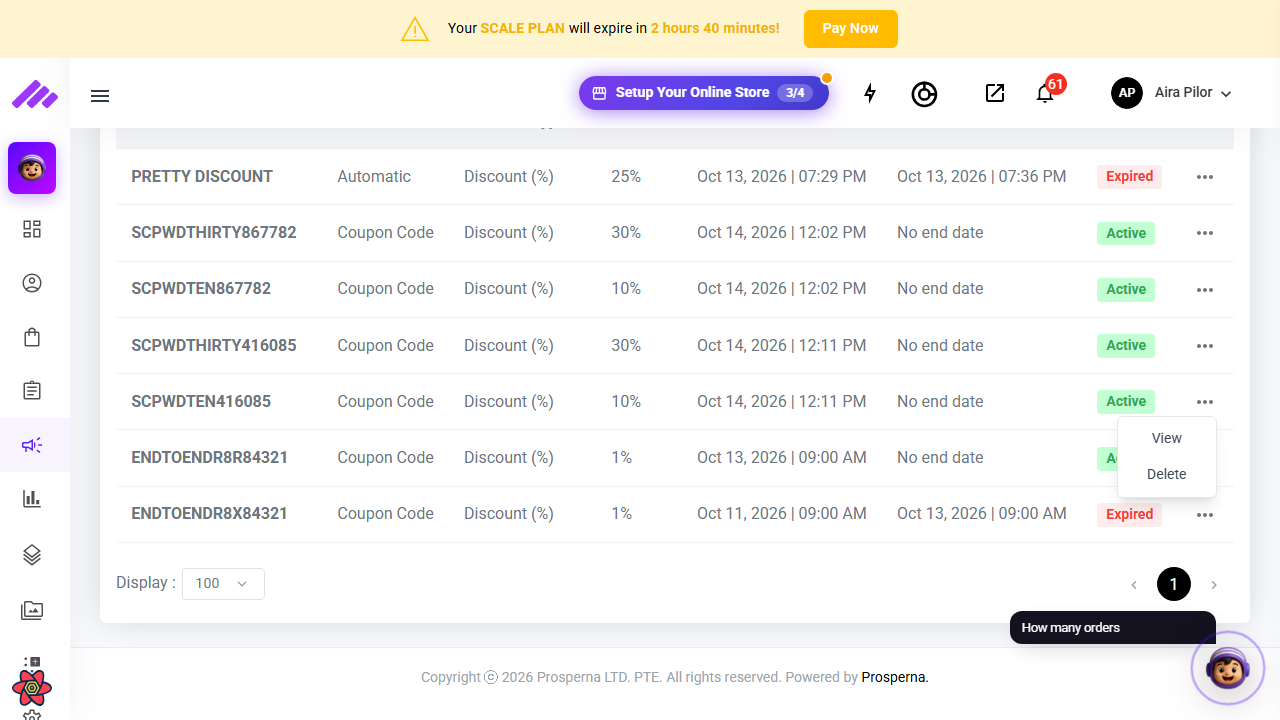 Your SCALE PLAN will expire in 2 hours 40 minutes! Pay Now
Setup Your Online Store 3/4
61
AP Aira Pilor
PRETTY DISCOUNT Automatic Discount (%) 25% Oct 13, 2026 | 07:29 PM Oct 13, 2026 | 07:36 PM Expired
SCPWDTHIRTY867782 Coupon Code Discount (%) 30% Oct 14, 2026 | 12:02 PM No end date Active
SCPWDTEN867782 Coupon Code Discount (%) 10% Oct 14, 2026 | 12:02 PM No end date Active
SCPWDTHIRTY416085 Coupon Code Discount (%) 30% Oct 14, 2026 | 12:11 PM No end date Active
SCPWDTEN416085 Coupon Code Discount (%) 10% Oct 14, 2026 | 12:11 PM No end date Active
View
ENDTOENDR8R84321 Coupon Code Discount (%) 1% Oct 13, 2026 | 09:00 AM No end date
Delete
ENDTOENDR8X84321 Coupon Code Discount (%) 1% Oct 11, 2026 | 09:00 AM Oct 13, 2026 | 09:00 AM Expired
Display : 100
1
How many orders
Copyright © 2026 Prosperna LTD. PTE. All rights reserved. Powered by Prosperna.